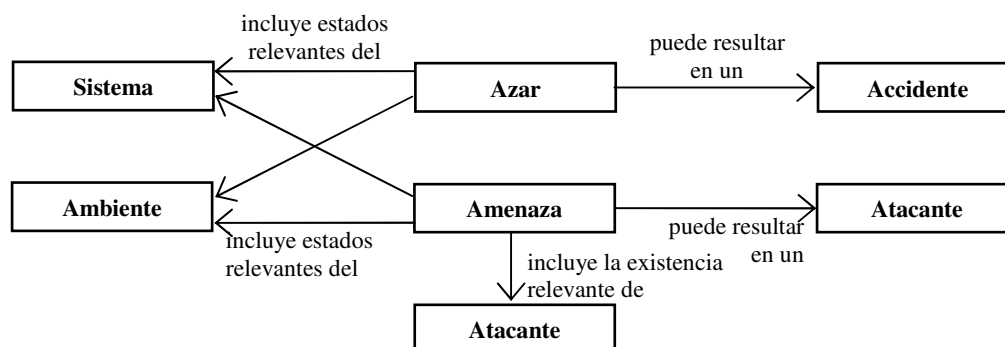 incluye estados
relevantes del
puede resultar
en un
Sistema
Azar
Accidente
Ambiente
Amenaza
Atacante
incluye estados
relevantes del
puede resultar
en un
incluye la existencia
relevante de
Atacante